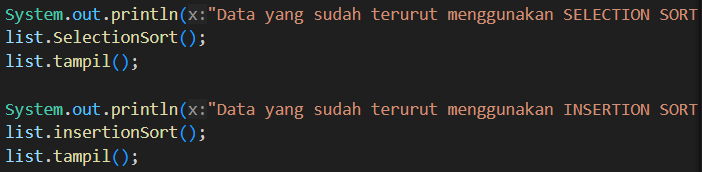 System.out.println(x:"Data yang sudah terurut menggunakan SELECTION SORT
list.SelectionSort();
list.tampil();
System.out.println(x:"Data yang sudah terurut menggunakan INSERTION SORT
list.insertionSort();
list.tampil();